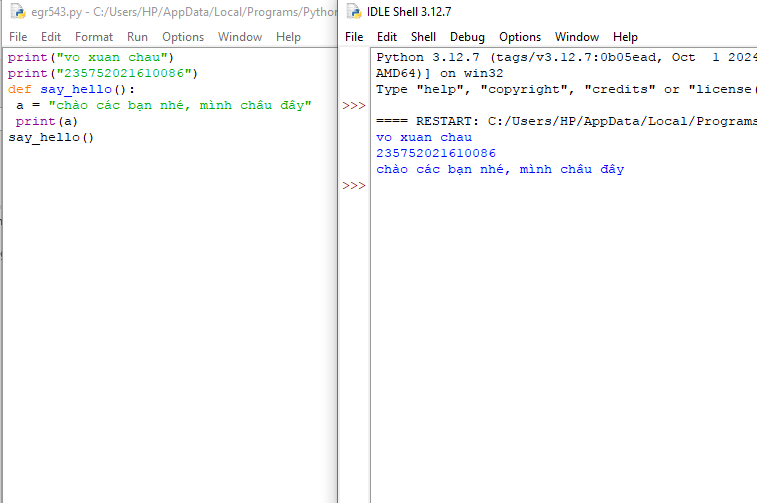 egr543.py - C:/Users/HP/AppData/Local/Programs/Python
File Edit Format Run Options Window Help
print("vo xuan chau")
print("235752021610086")
def say_hello():
 a = "chào các bạn nhé, mình châu đây"
 print(a)
say_hello()
IDLE Shell 3.12.7
File Edit Shell Debug Options Window Help
Python 3.12.7 (tags/v3.12.7:0b05ead, Oct  1 2024
AMD64)] on win32
Type "help", "copyright", "credits" or "license(
>>>
==== RESTART: C:/Users/HP/AppData/Local/Programs
vo xuan chau
235752021610086
chào các bạn nhé, mình châu đây
>>>